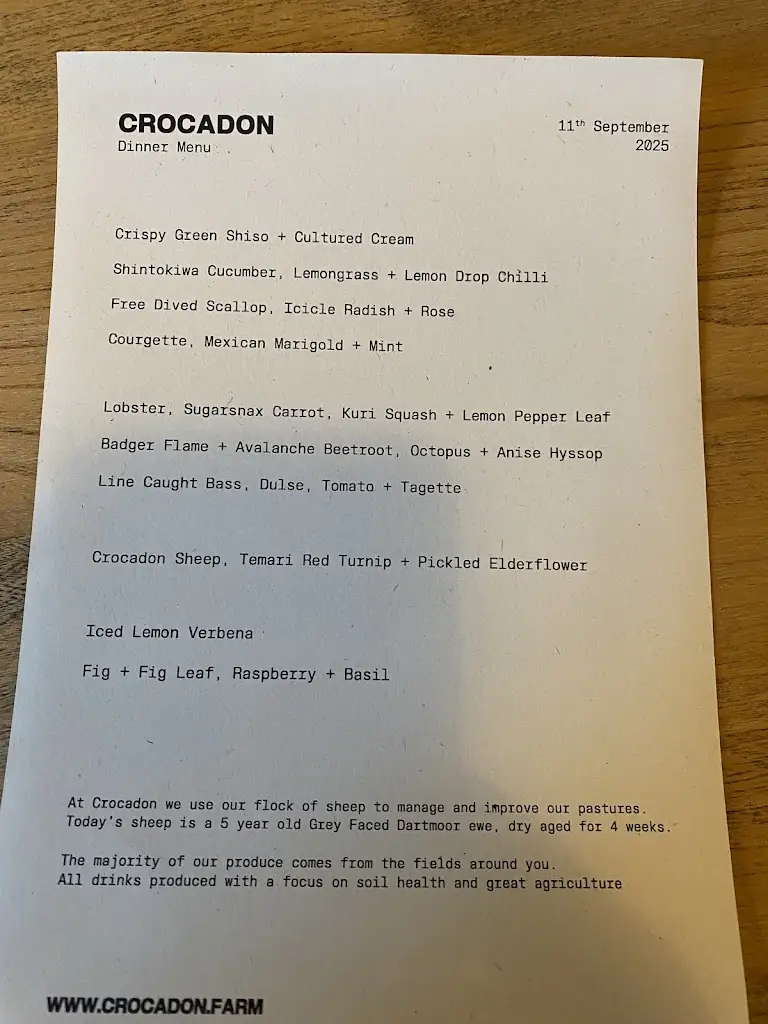 CROCADON
Dinner Menu
11th September
2025
Crispy Green Shiso + Cultured Cream
Shintokiwa Cucumber, Lemongrass + Lemon Drop Chilli
Free Dived Scallop, Icicle Radish + Rose
Courgette, Mexican Marigold + Mint
Lobster, Sugarsnax Carrot, Kuri Squash + Lemon Pepper Leaf
Badger Flame + Avalanche Beetroot, Octopus + Anise Hyssop
Line Caught Bass, Dulse, Tomato + Tagette
Crocadon Sheep, Temari Red Turnip + Pickled Elderflower
Iced Lemon Verbena
Fig + Fig Leaf, Raspberry + Basil
At Crocadon we use our flock of sheep to manage and improve our pastures.
Today's sheep is a 5 year old Grey Faced Dartmoor ewe, dry aged for 4 weeks.
The majority of our produce comes from the fields around you.
All drinks produced with a focus on soil health and great agriculture
WWW.CROCADON.FARM